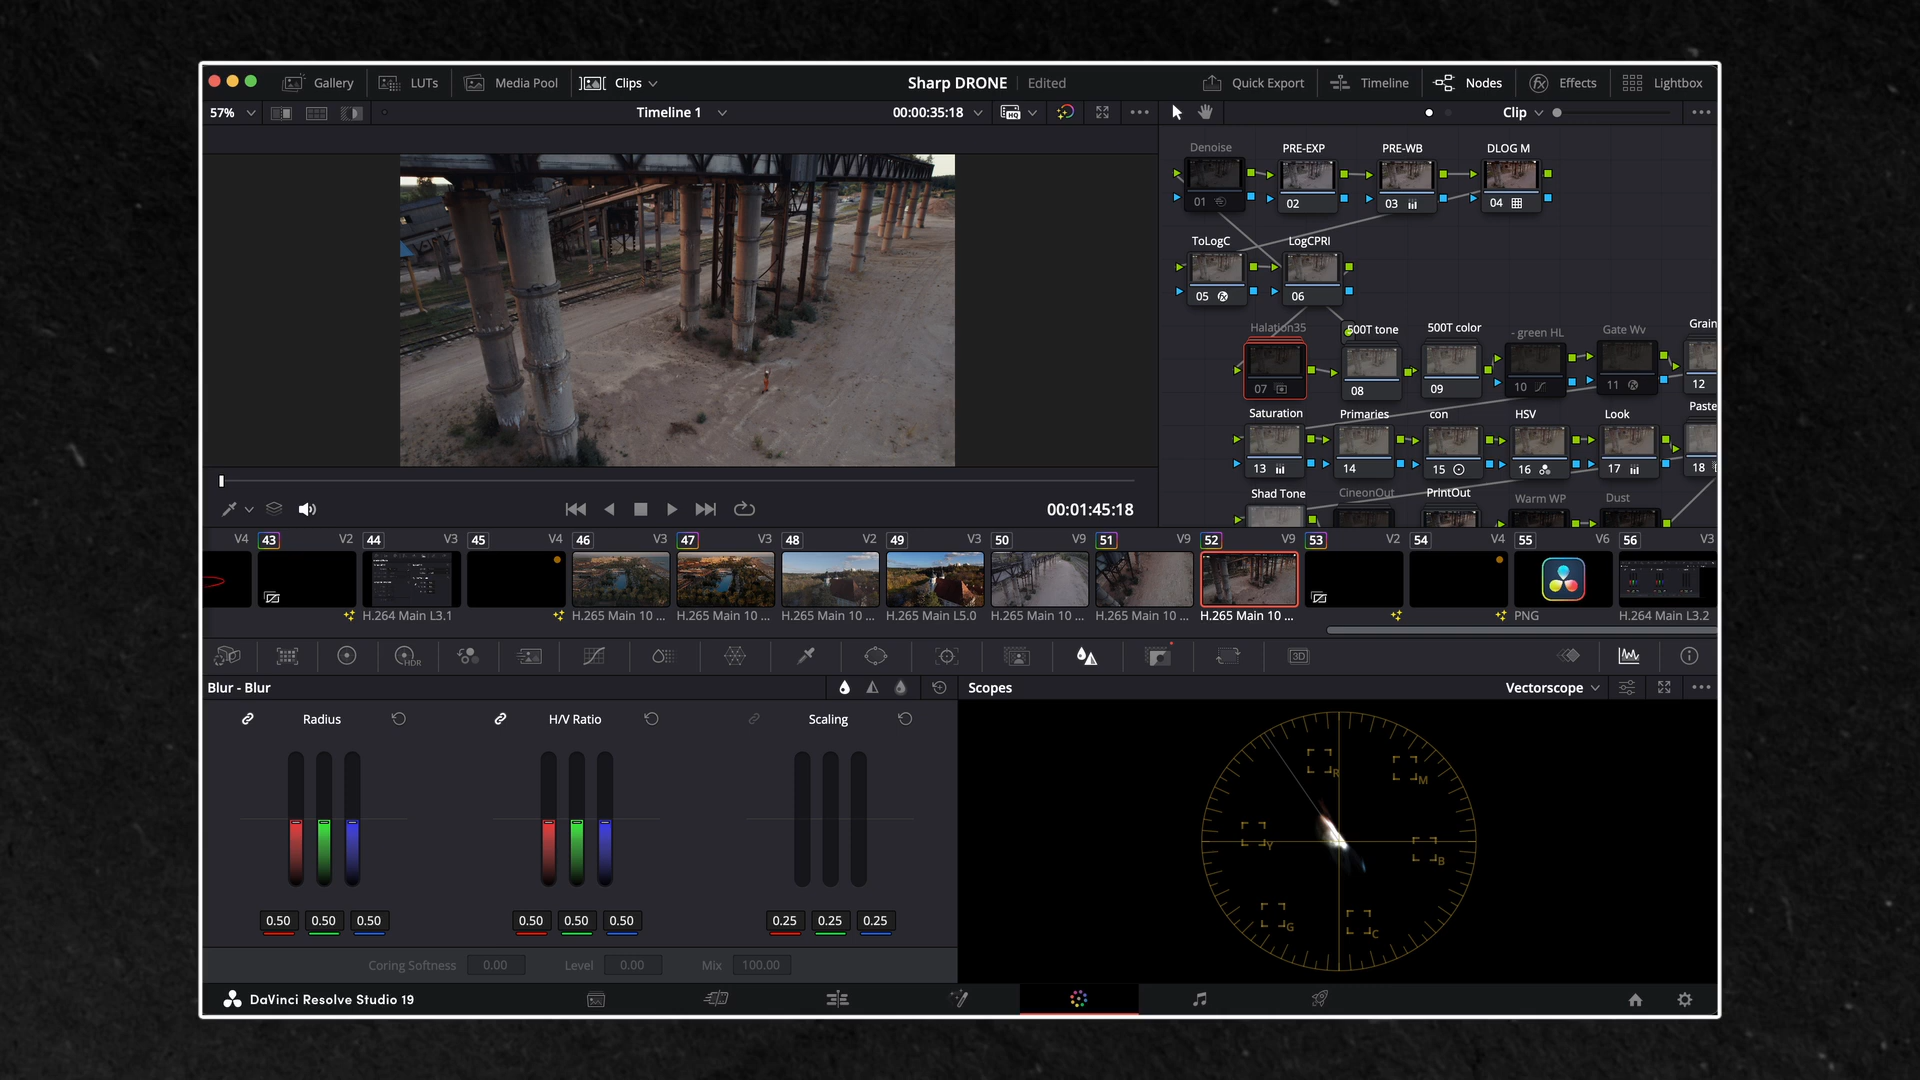 Gallery LUTs Media Pool Clips Sharp DRONE Edited Quick Export Timeline Nodes Effects Lightbox
57% Timeline 1 00:00:35:18 HQ Clip
Denoise PRE-EXP PRE-WB DLOG M
01 02 03 04
ToLogC LogCPRI
05 06
Halation35 500T tone 500T color - green HL Gate Wv Grain
07 08 09 10 11 12
Saturation Primaries con HSV Look Paste
13 14 15 16 17 18
Shad Tone CineonOut PrintOut Warm WP Dust
00:01:45:18
V4 43 V2 44 V3 45 V4 46 V3 47 V3 48 V2 49 V3 50 V9 51 V9 52 V9 53 V2 54 V4 55 V6 56 V3
H.264 Main L3.1 H.265 Main 10 ... H.265 Main 10 ... H.265 Main 10 ... H.265 Main L5.0 H.265 Main 10 ... H.265 Main 10 ... H.265 Main 10 ... PNG H.264 Main L3.2
HDR 3D
Blur - Blur Scopes Vectorscope
Radius H/V Ratio Scaling
R M Y B G C
0.50 0.50 0.50 0.50 0.50 0.50 0.25 0.25 0.25
Coring Softness 0.00 Level 0.00 Mix 100.00
DaVinci Resolve Studio 19